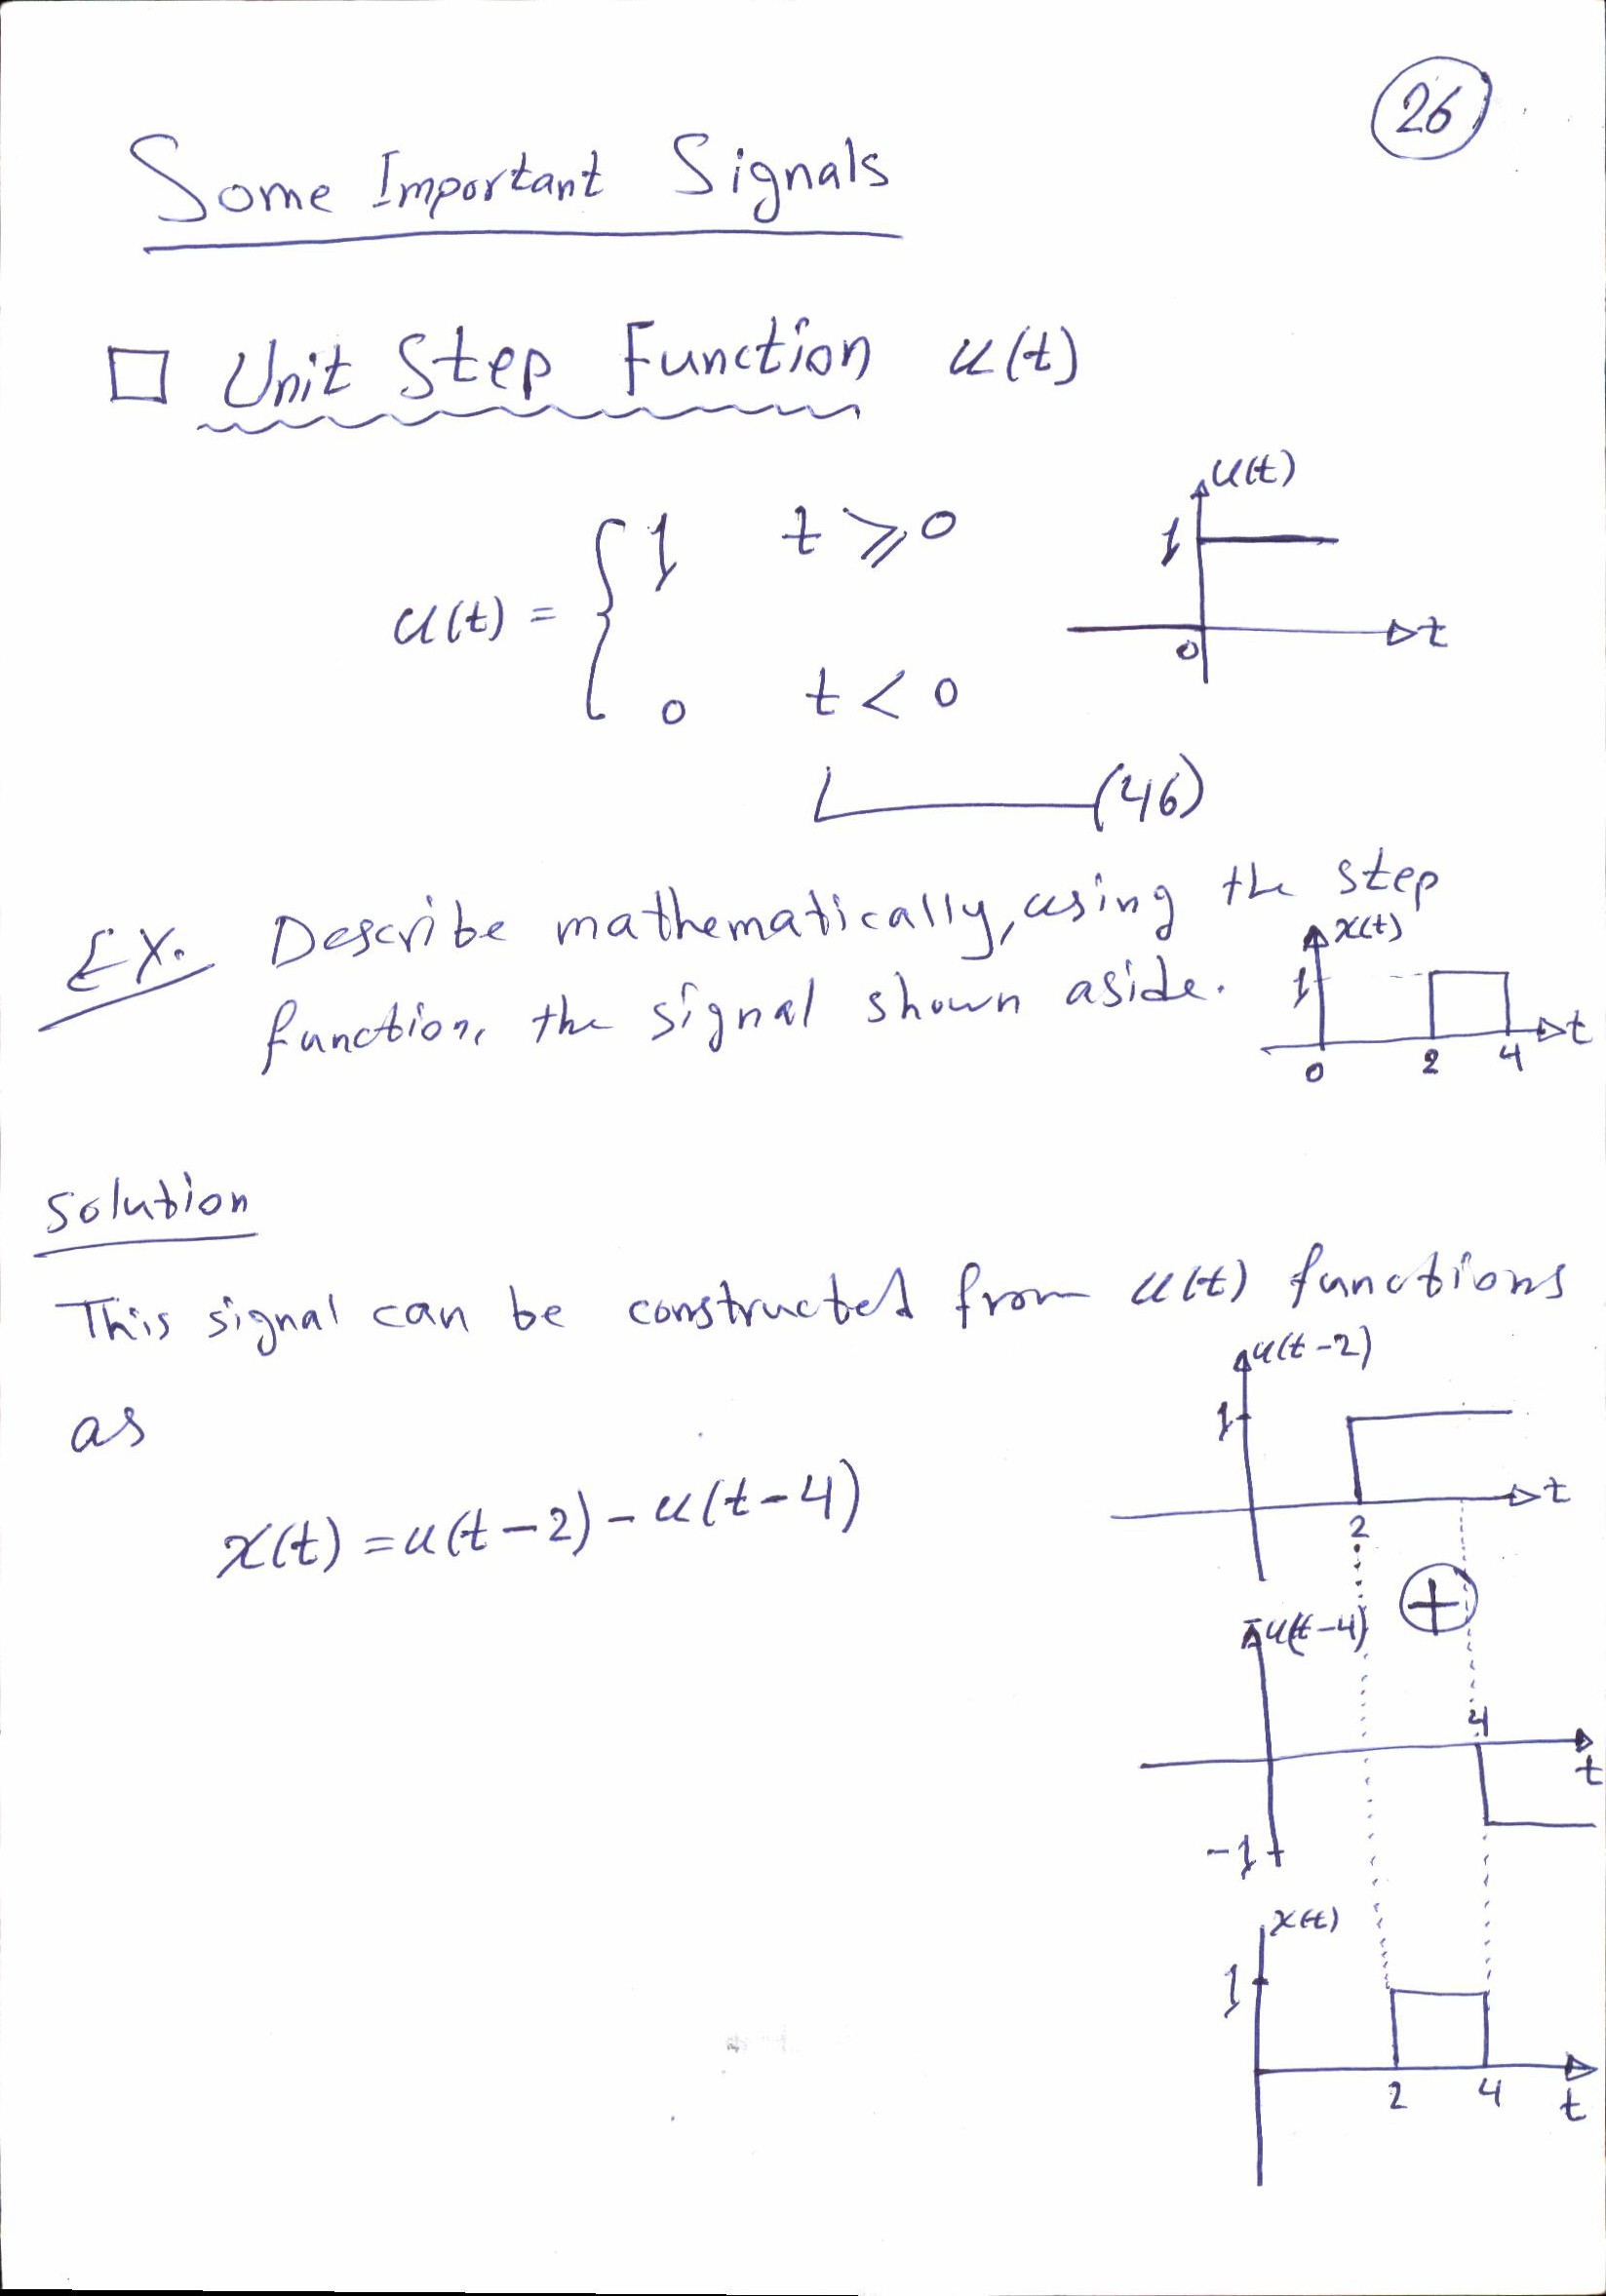 26
Some Important Signals
□ Unit Step Function u(t)
u(t)
1
0
t
u(t) = { 1 t ⩾ 0
0 t < 0
(46)
EX. Describe mathematically, using the step
function, the signal shown aside.
x(t)
1
0 2 4 t
Solution
This signal can be constructed from u(t) functions
as
x(t) = u(t-2) - u(t-4)
u(t-2)
1
2
t
+
-u(t-4)
4
t
-1
x(t)
1
2 4 t